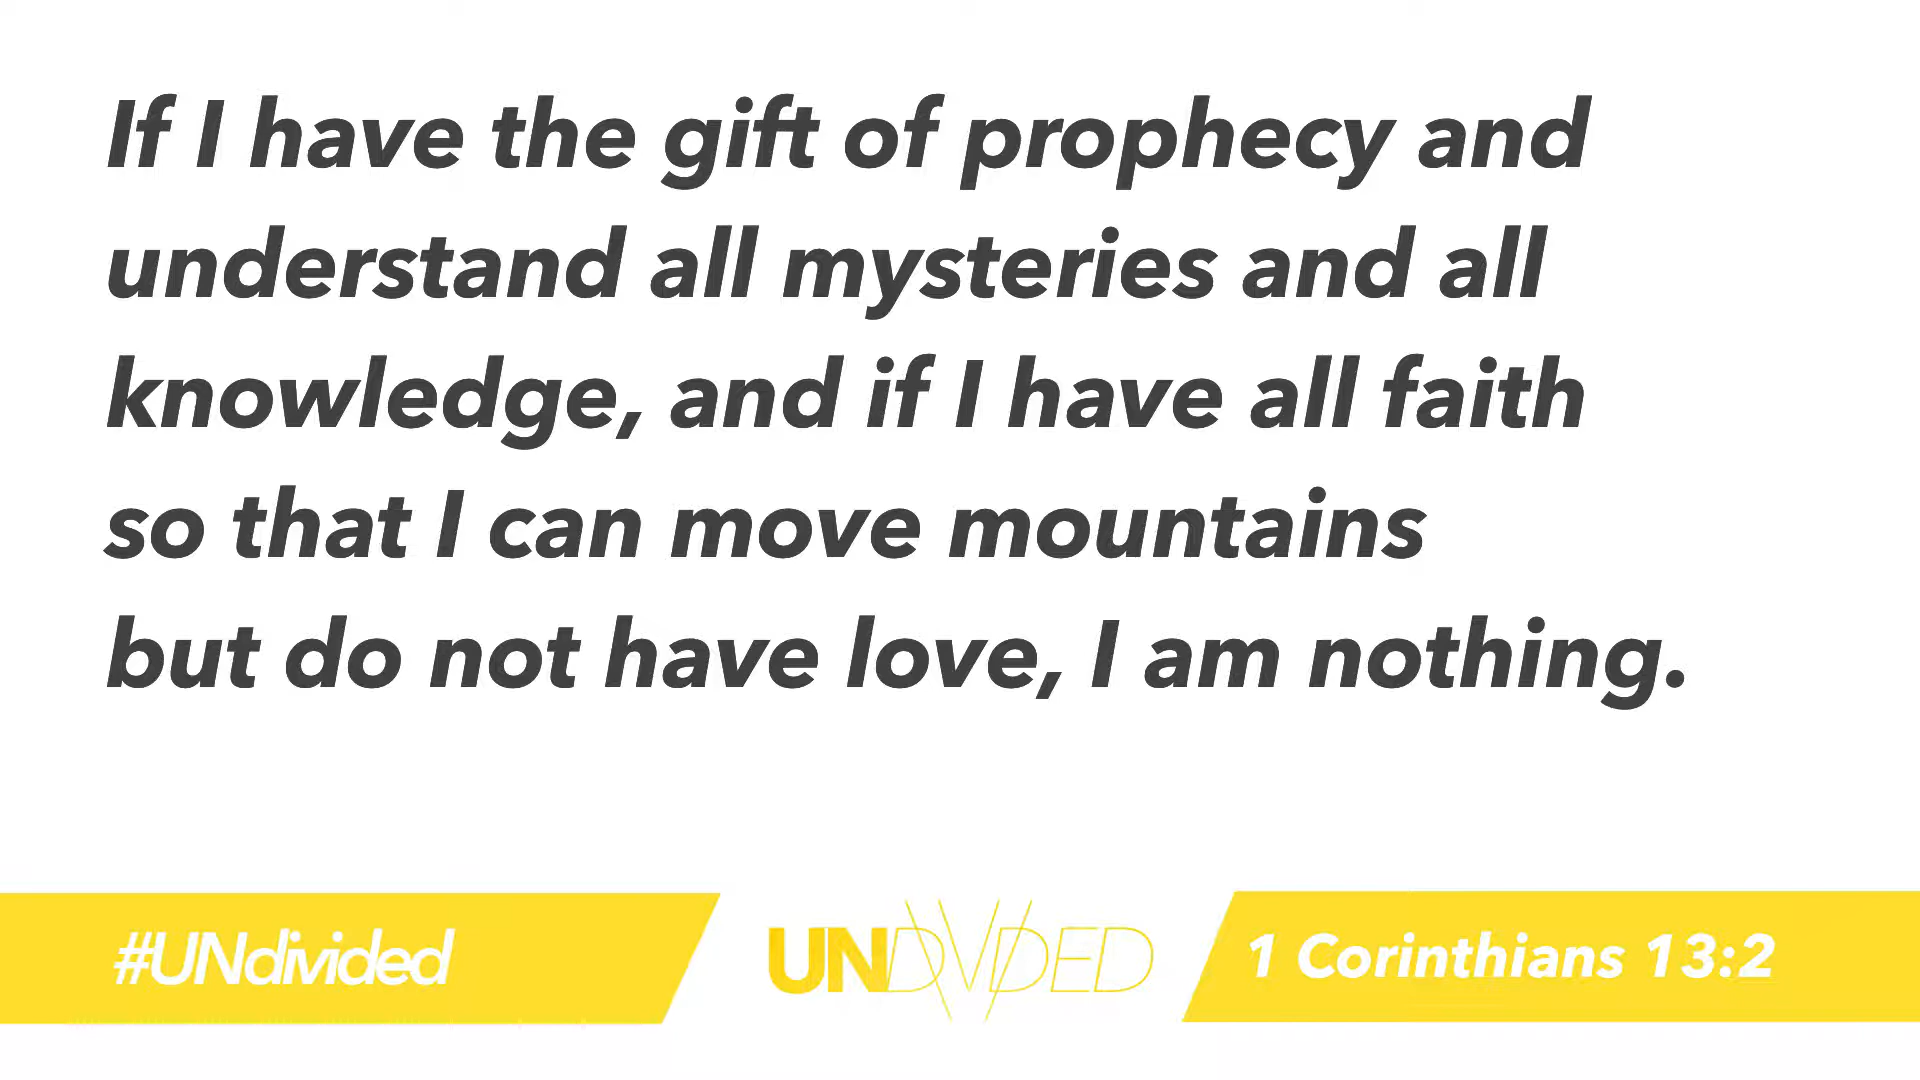 If I have the gift of prophecy and
understand all mysteries and all
knowledge, and if I have all faith
so that I can move mountains
but do not have love, I am nothing.
#UNdivided
UNDIVIDED
1 Corinthians 13:2